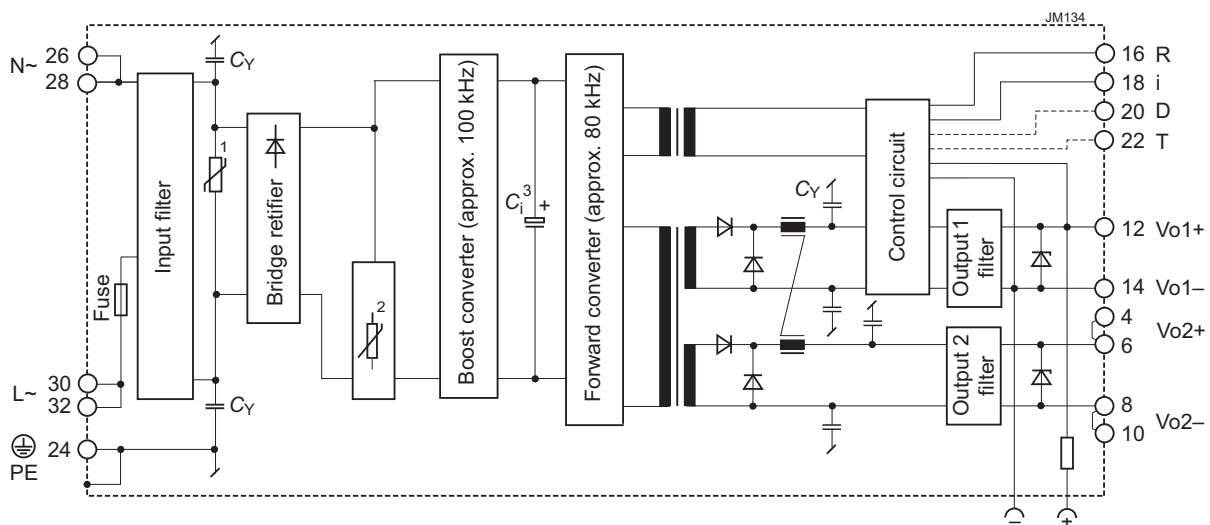 JM134
N~
26
28
CY
Input filter
1
Fuse
L~
30
32
CY
PE
24
Bridge retifier
2
Boost converter (approx. 100 kHz)
Ci 3 +
Forward converter (approx. 80 kHz)
CY
Control circuit
Output 1 filter
Output 2 filter
16 R
18 i
20 D
22 T
12 Vo1+
14 Vo1–
4
Vo2+
6
8
Vo2–
10
– +